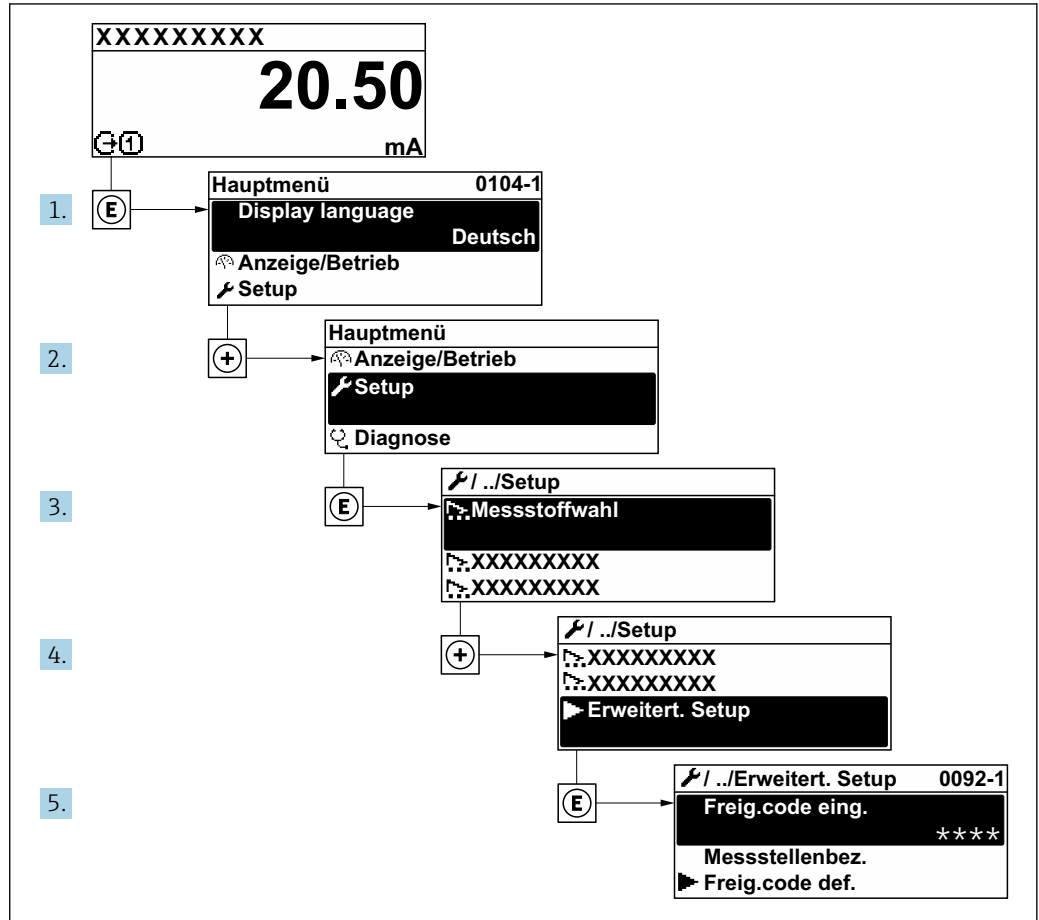 XXXXXXXXX
20.50
mA
1.
E
Hauptmenü 0104-1
Display language
Deutsch
Anzeige/Betrieb
Setup
2.
+
Hauptmenü
Anzeige/Betrieb
Setup
Diagnose
3.
E
/ ../Setup
Messstoffwahl
XXXXXXXXX
XXXXXXXXX
4.
+
/ ../Setup
XXXXXXXXX
XXXXXXXXX
Erweitert. Setup
5.
E
/ ../Erweitert. Setup 0092-1
Freig.code eing.
****
Messstellenbez.
Freig.code def.